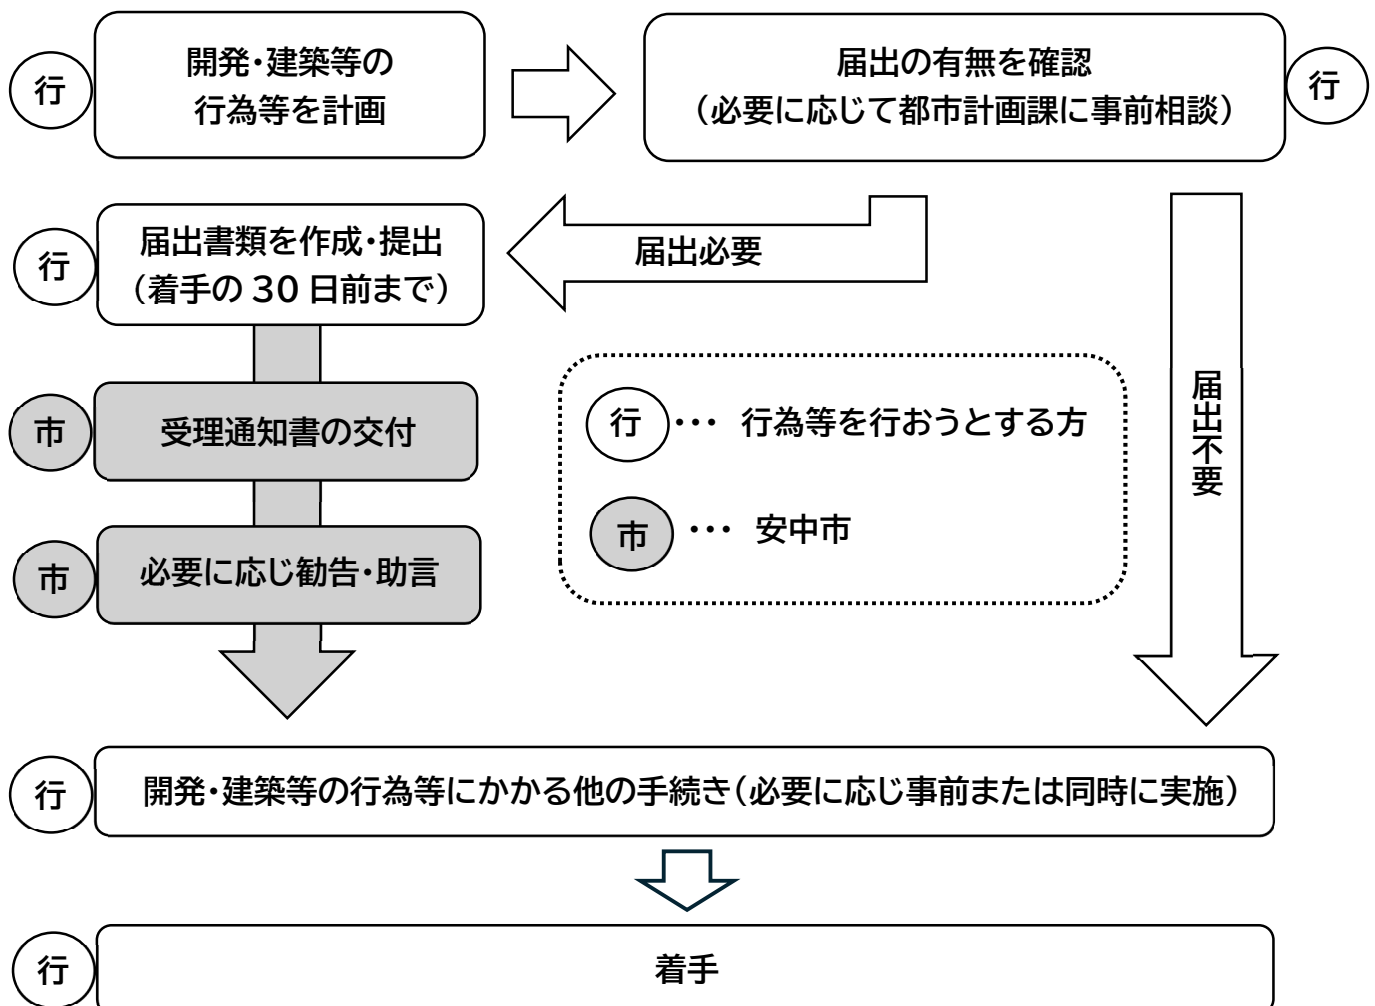 行
開発・建築等の
行為等を計画
届出の有無を確認
（必要に応じて都市計画課に事前相談）
行
行
届出書類を作成・提出
（着手の 30 日前まで）
届出必要
届出不要
市
受理通知書の交付
市
必要に応じ勧告・助言
行 ・・・ 行為等を行おうとする方
市 ・・・ 安中市
行
開発・建築等の行為等にかかる他の手続き（必要に応じ事前または同時に実施）
行
着手